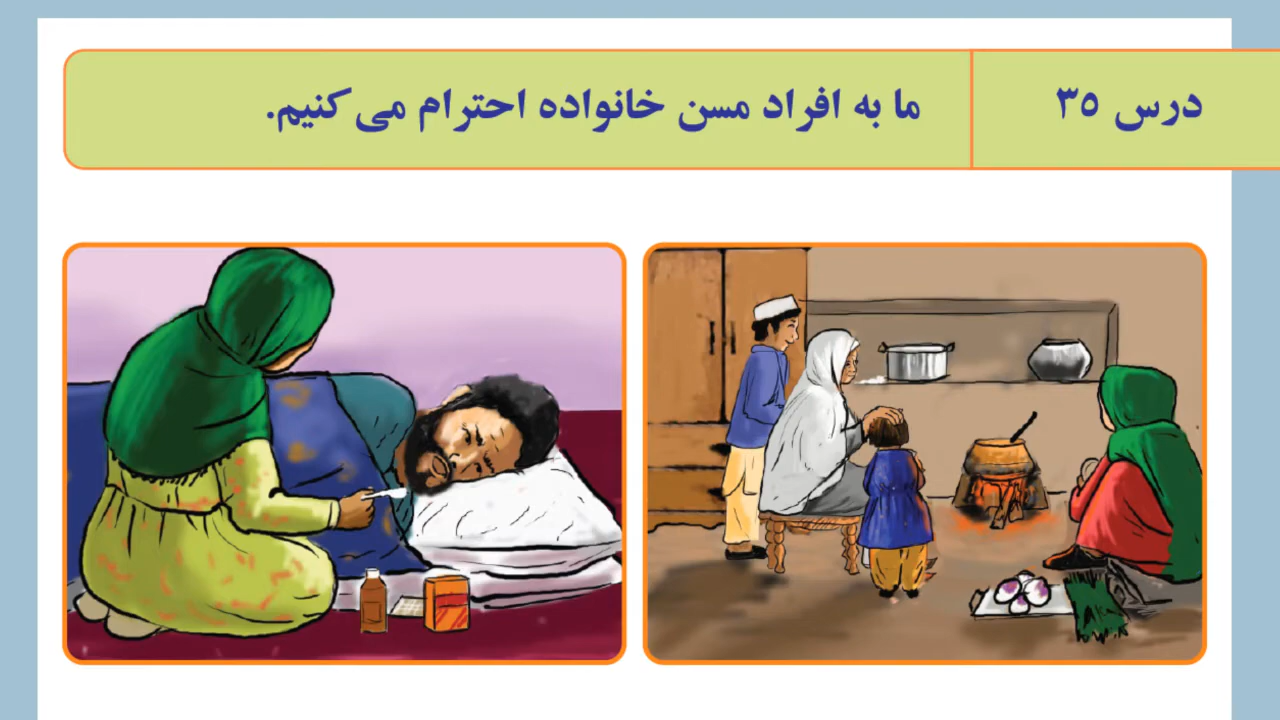 درس ۳۵
ما به افراد مسن خانواده احترام می کنیم.